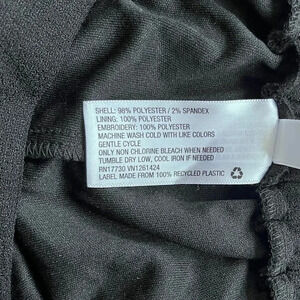 SHELL: 98% POLYESTER / 2% SPANDEX
LINING: 100% POLYESTER
EMBROIDERY: 100% POLYESTER
MACHINE WASH COLD WITH LIKE COLORS
GENTLE CYCLE
ONLY NON CHLORINE BLEACH WHEN NEEDED
TUMBLE DRY LOW, COOL IRON IF NEEDED
RN17730 VN1261424
LABEL MADE FROM 100% RECYCLED PLASTIC